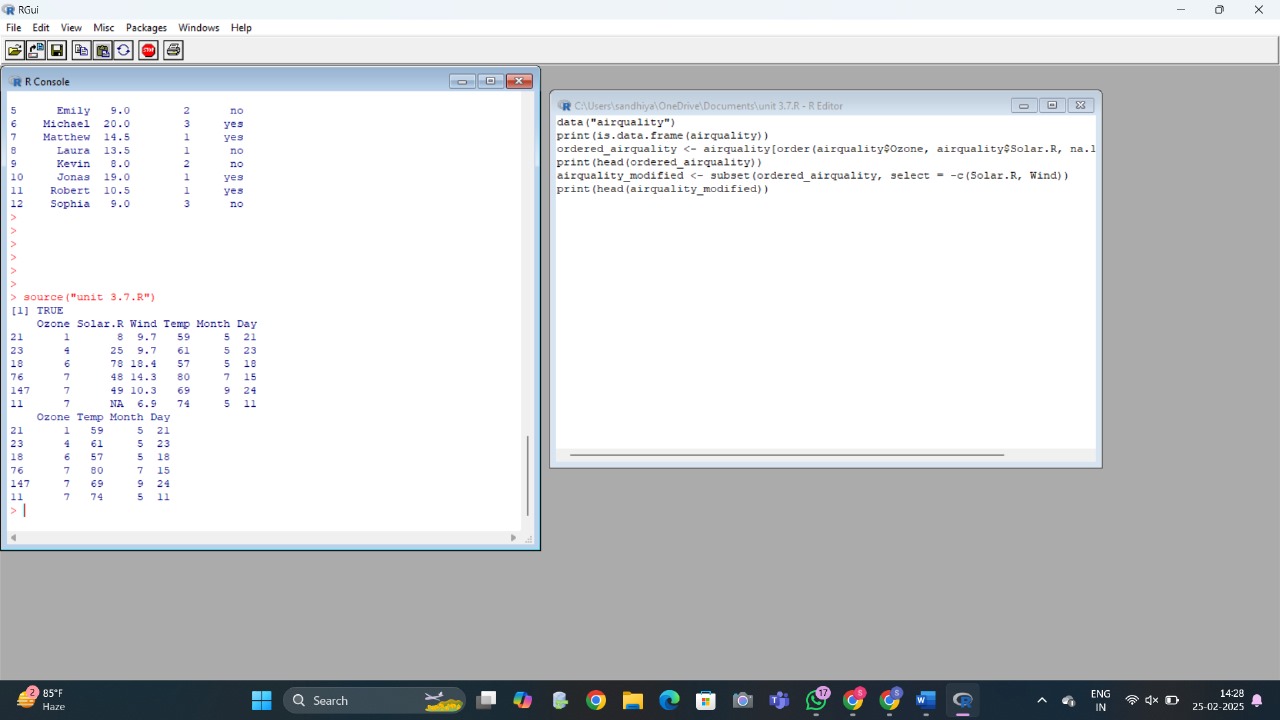 RGui
File Edit View Misc Packages Windows Help
STOP
R Console
5 Emily 9.0 2 no
6 Michael 20.0 3 yes
7 Matthew 14.5 1 yes
8 Laura 13.5 1 no
9 Kevin 8.0 2 no
10 Jonas 19.0 1 yes
11 Robert 10.5 1 yes
12 Sophia 9.0 3 no
>
>
>
>
>
>
> source("unit 3.7.R")
[1] TRUE
Ozone Solar.R Wind Temp Month Day
21 1 8 9.7 59 5 21
23 4 25 9.7 61 5 23
18 6 78 18.4 57 5 18
76 7 48 14.3 80 7 15
147 7 49 10.3 69 9 24
11 7 NA 6.9 74 5 11
Ozone Temp Month Day
21 1 59 5 21
23 4 61 5 23
18 6 57 5 18
76 7 80 7 15
147 7 69 9 24
11 7 74 5 11
>
C:\Users\sandhiya\OneDrive\Documents\unit 3.7.R - R Editor
data("airquality")
print(is.data.frame(airquality))
ordered_airquality <- airquality[order(airquality$Ozone, airquality$Solar.R, na.l
print(head(ordered_airquality))
airquality_modified <- subset(ordered_airquality, select = -c(Solar.R, Wind))
print(head(airquality_modified))
2
85°F
Haze
Search
17
S
S
ENG
IN
14:28
25-02-2025